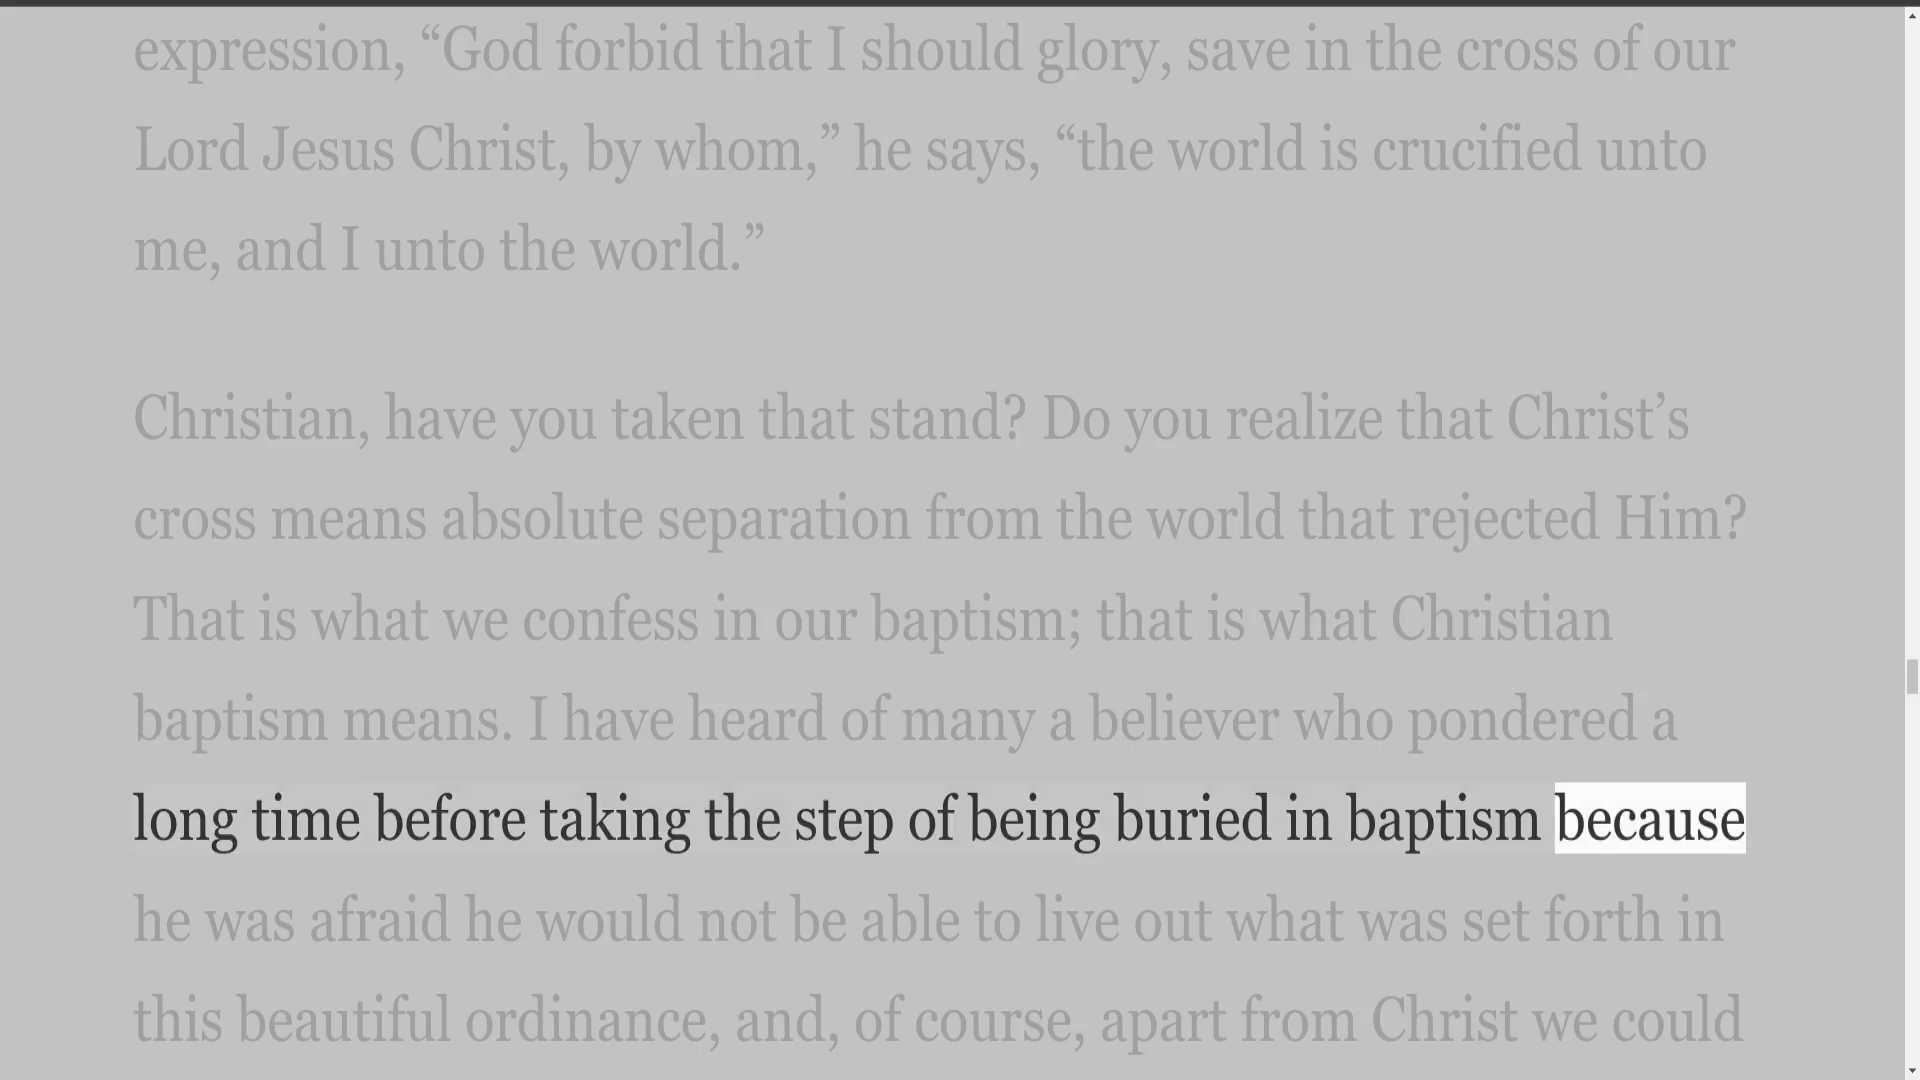 expression, “God forbid that I should glory, save in the cross of our
Lord Jesus Christ, by whom,” he says, “the world is crucified unto
me, and I unto the world.”
Christian, have you taken that stand? Do you realize that Christ’s
cross means absolute separation from the world that rejected Him?
That is what we confess in our baptism; that is what Christian
baptism means. I have heard of many a believer who pondered a
long time before taking the step of being buried in baptism because
he was afraid he would not be able to live out what was set forth in
this beautiful ordinance, and, of course, apart from Christ we could